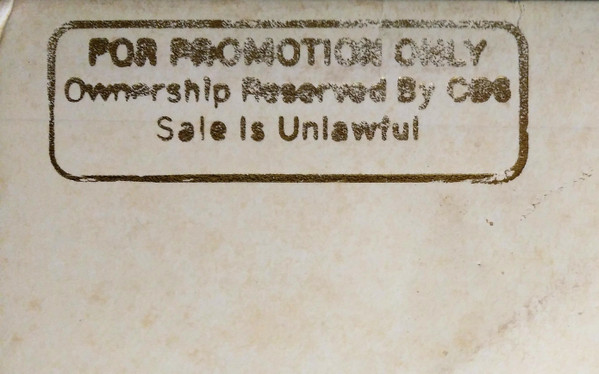 FOR PROMOTION ONLY
Ownership Reserved By CBS
Sale Is Unlawful